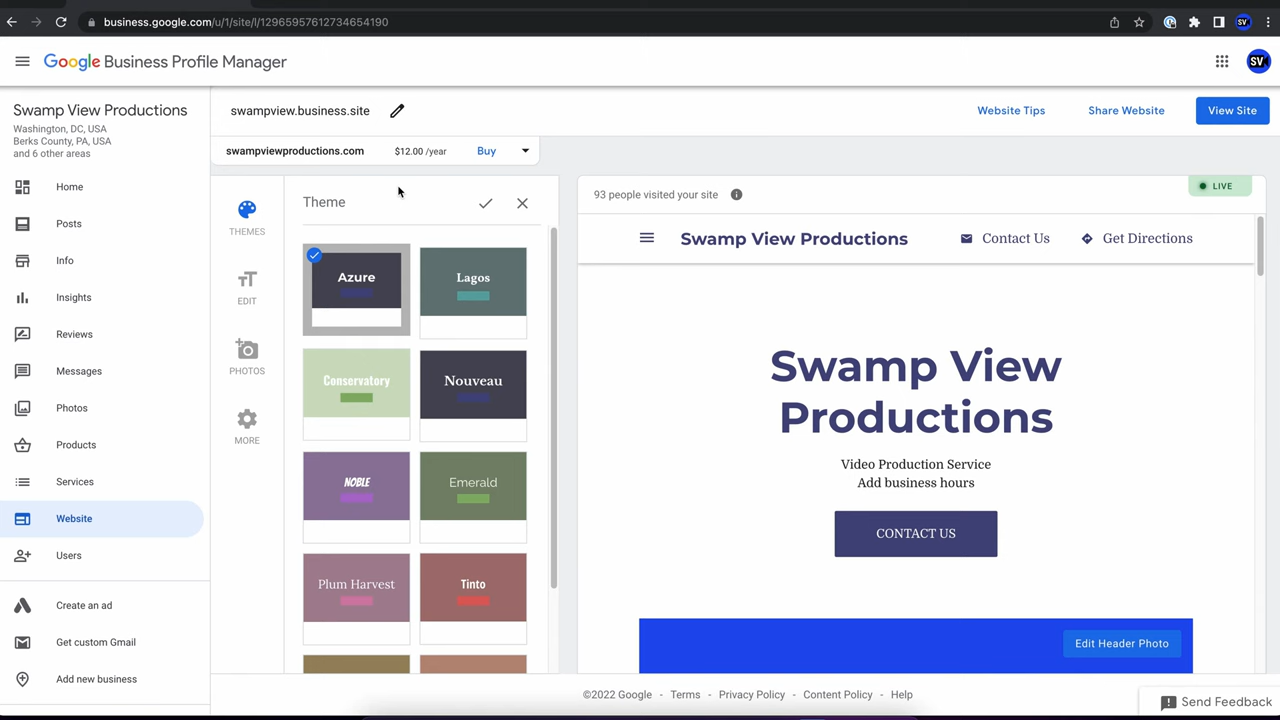 business.google.com/u/1/site/l/12965957612734654190
SV
Google Business Profile Manager
SV
Swamp View Productions
Washington, DC, USA
Berks County, PA, USA
and 6 other areas
Home
Posts
Info
Insights
Reviews
Messages
Photos
Products
Services
Website
Users
Create an ad
Get custom Gmail
Add new business
swampview.business.site
Website Tips
Share Website
View Site
swampviewproductions.com $12.00 /year Buy
THEMES
EDIT
PHOTOS
MORE
Theme
Azure
Lagos
Conservatory
Nouveau
NOBLE
Emerald
Plum Harvest
Tinto
93 people visited your site
LIVE
Swamp View Productions
Contact Us
Get Directions
Swamp View
Productions
Video Production Service
Add business hours
CONTACT US
Edit Header Photo
©2022 Google - Terms - Privacy Policy - Content Policy - Help
Send Feedback